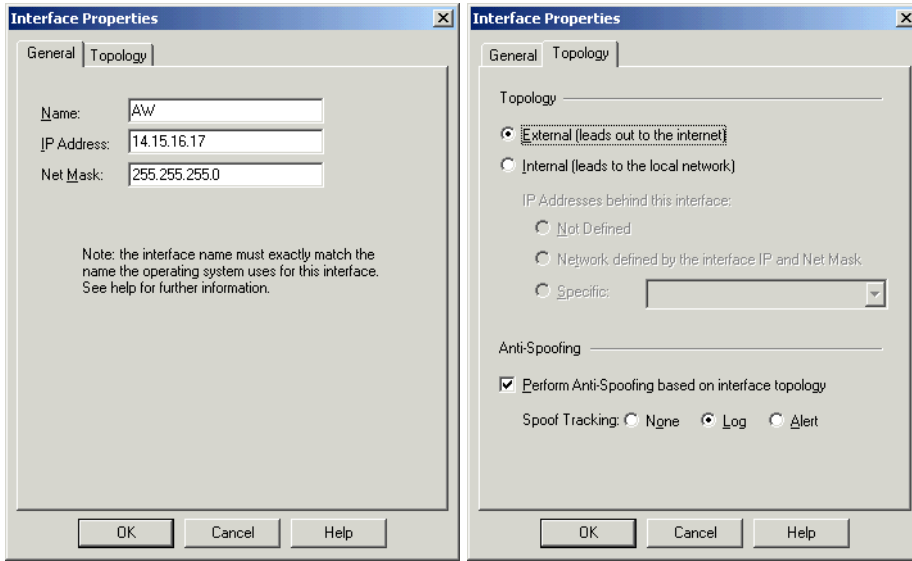 Interface Properties
General Topology
Name: AW
IP Address: 14.15.16.17
Net Mask: 255.255.255.0
Note: the interface name must exactly match the
name the operating system uses for this interface.
See help for further information.
OK Cancel Help
Interface Properties
General Topology
Topology
External (leads out to the internet)
Internal (leads to the local network)
IP Addresses behind this interface:
Not Defined
Network defined by the interface IP and Net Mask
Specific:
Anti-Spoofing
Perform Anti-Spoofing based on interface topology
Spoof Tracking: None Log Alert
OK Cancel Help